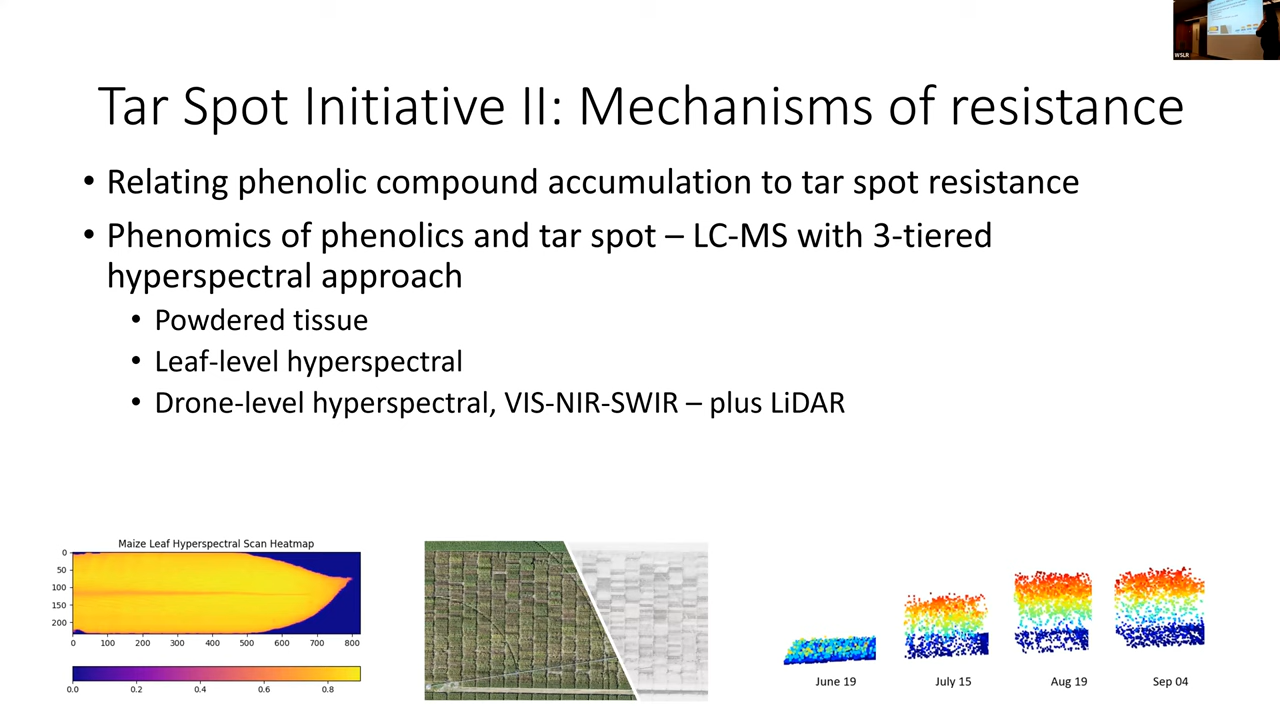 WSLR
Tar Spot Initiative II: Mechanisms of resistance
• Relating phenolic compound accumulation to tar spot resistance
• Phenomics of phenolics and tar spot – LC-MS with 3-tiered
hyperspectral approach
• Powdered tissue
• Leaf-level hyperspectral
• Drone-level hyperspectral, VIS-NIR-SWIR – plus LiDAR
Maize Leaf Hyperspectral Scan Heatmap
0
50
100
150
200
0 100 200 300 400 500 600 700 800
0.0 0.2 0.4 0.6 0.8
June 19 July 15 Aug 19 Sep 04